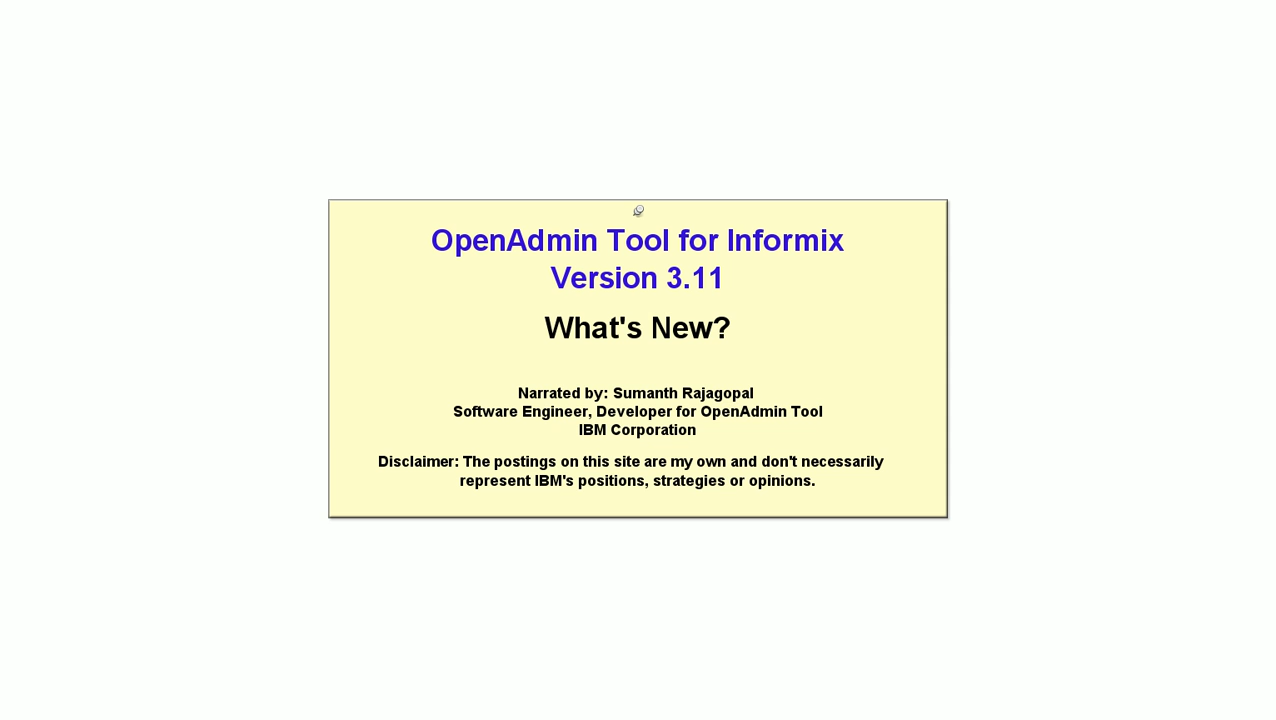 OpenAdmin Tool for Informix
Version 3.11
What's New?
Narrated by: Sumanth Rajagopal
Software Engineer, Developer for OpenAdmin Tool
IBM Corporation
Disclaimer: The postings on this site are my own and don't necessarily
represent IBM's positions, strategies or opinions.